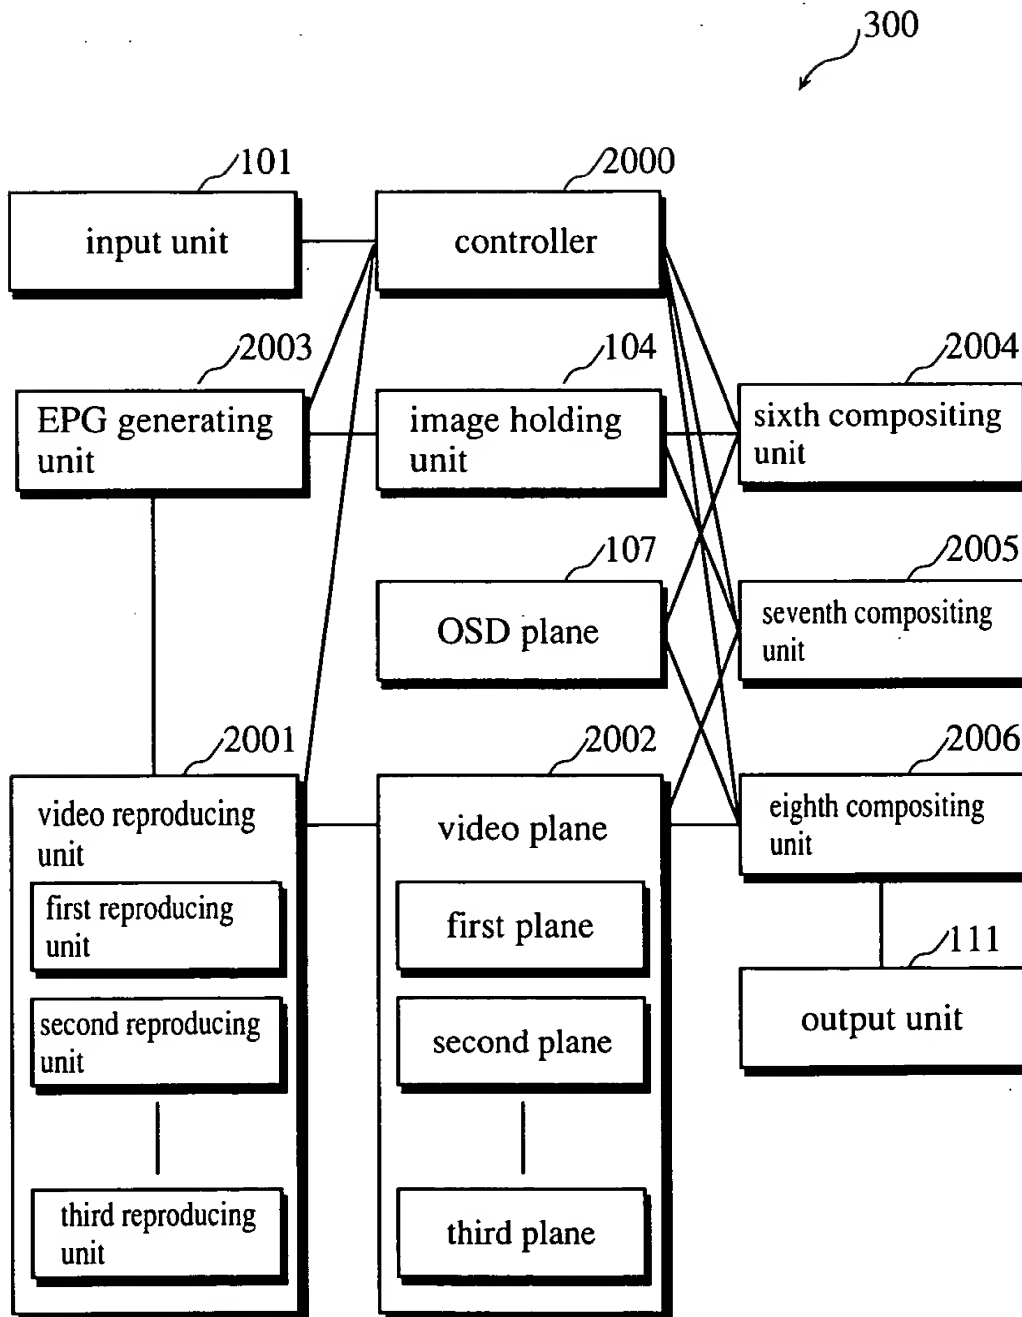 300
101
2000
input unit
controller
2003
104
2004
EPG generating
unit
image holding
unit
sixth compositing
unit
107
2005
OSD plane
seventh compositing
unit
2001
2002
2006
video reproducing
unit
video plane
eighth compositing
unit
first reproducing
unit
first plane
111
second reproducing
unit
second plane
output unit
third reproducing
unit
third plane